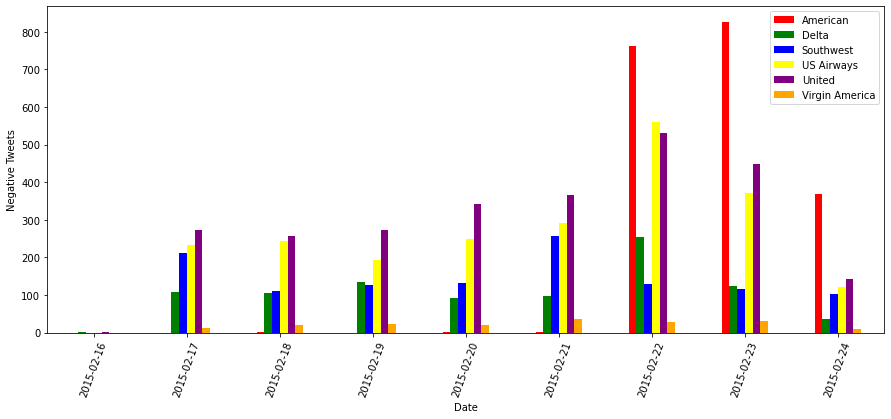 American
Delta
Southwest
US Airways
United
Virgin America
Negative Tweets
800
700
600
500
400
300
200
100
0
2015-02-16
2015-02-17
2015-02-18
2015-02-19
2015-02-20
2015-02-21
2015-02-22
2015-02-23
2015-02-24
Date